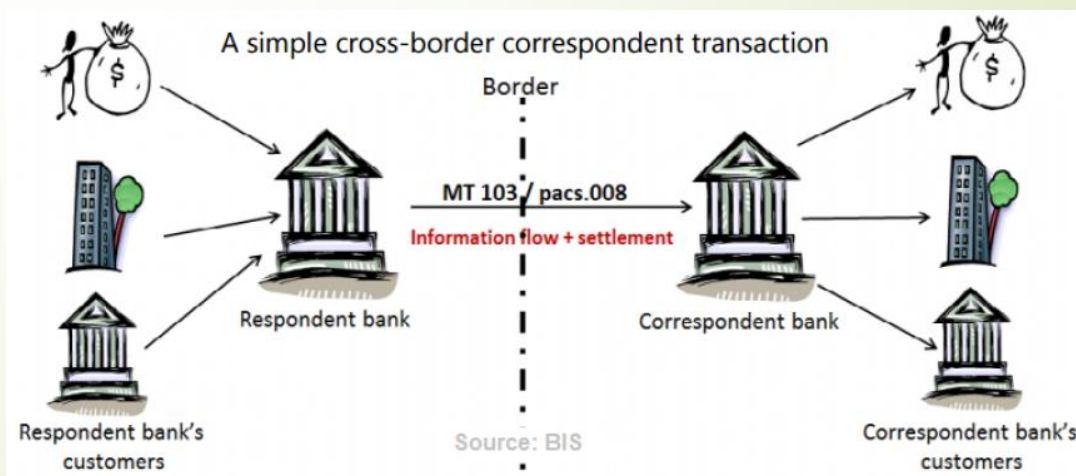 A simple cross-border correspondent transaction
Border
$
$
MT 103 / pacs.008
Information flow + settlement
Respondent bank
Correspondent bank
Respondent bank's
customers
Source: BIS
Correspondent bank's
customers